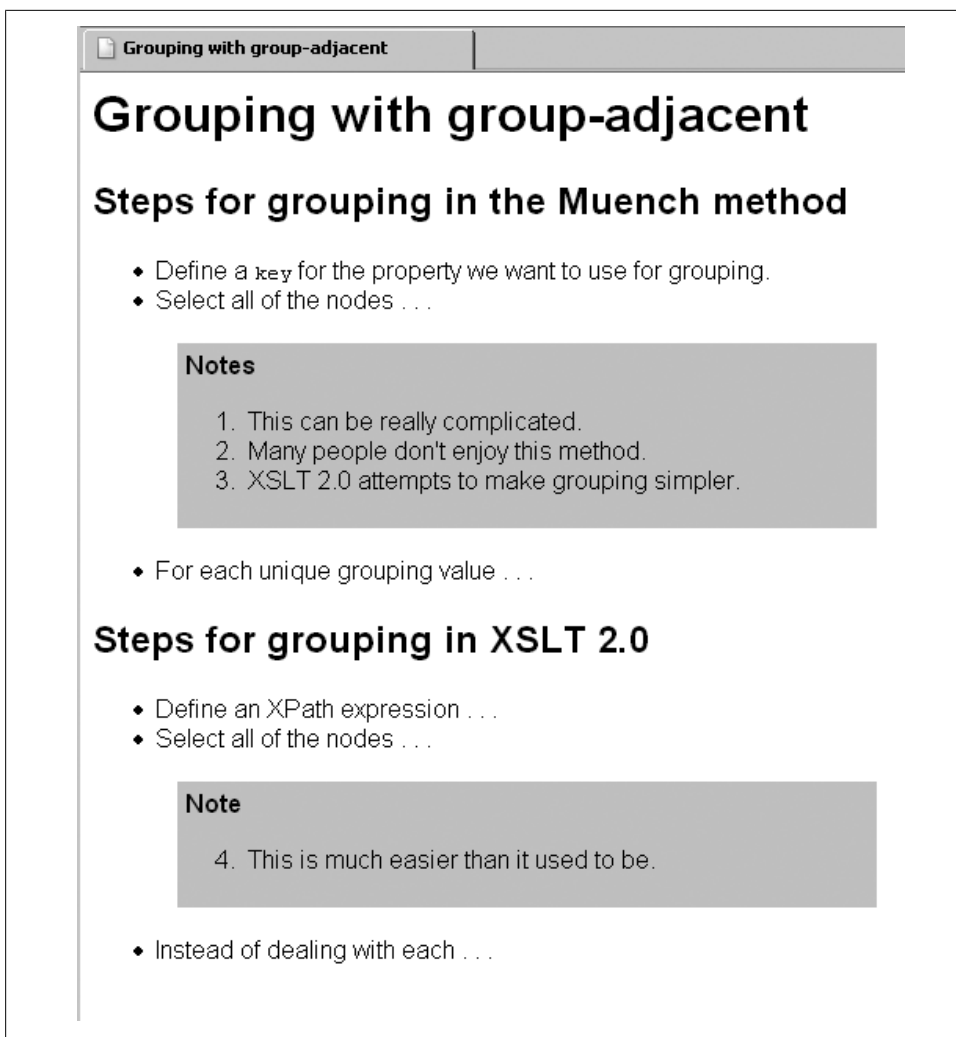 Grouping with group-adjacent
Grouping with group-adjacent
Steps for grouping in the Muench method
• Define a key for the property we want to use for grouping.
• Select all of the nodes . . .
Notes
1. This can be really complicated.
2. Many people don't enjoy this method.
3. XSLT 2.0 attempts to make grouping simpler.
• For each unique grouping value . . .
Steps for grouping in XSLT 2.0
• Define an XPath expression . . .
• Select all of the nodes . . .
Note
4. This is much easier than it used to be.
• Instead of dealing with each . . .